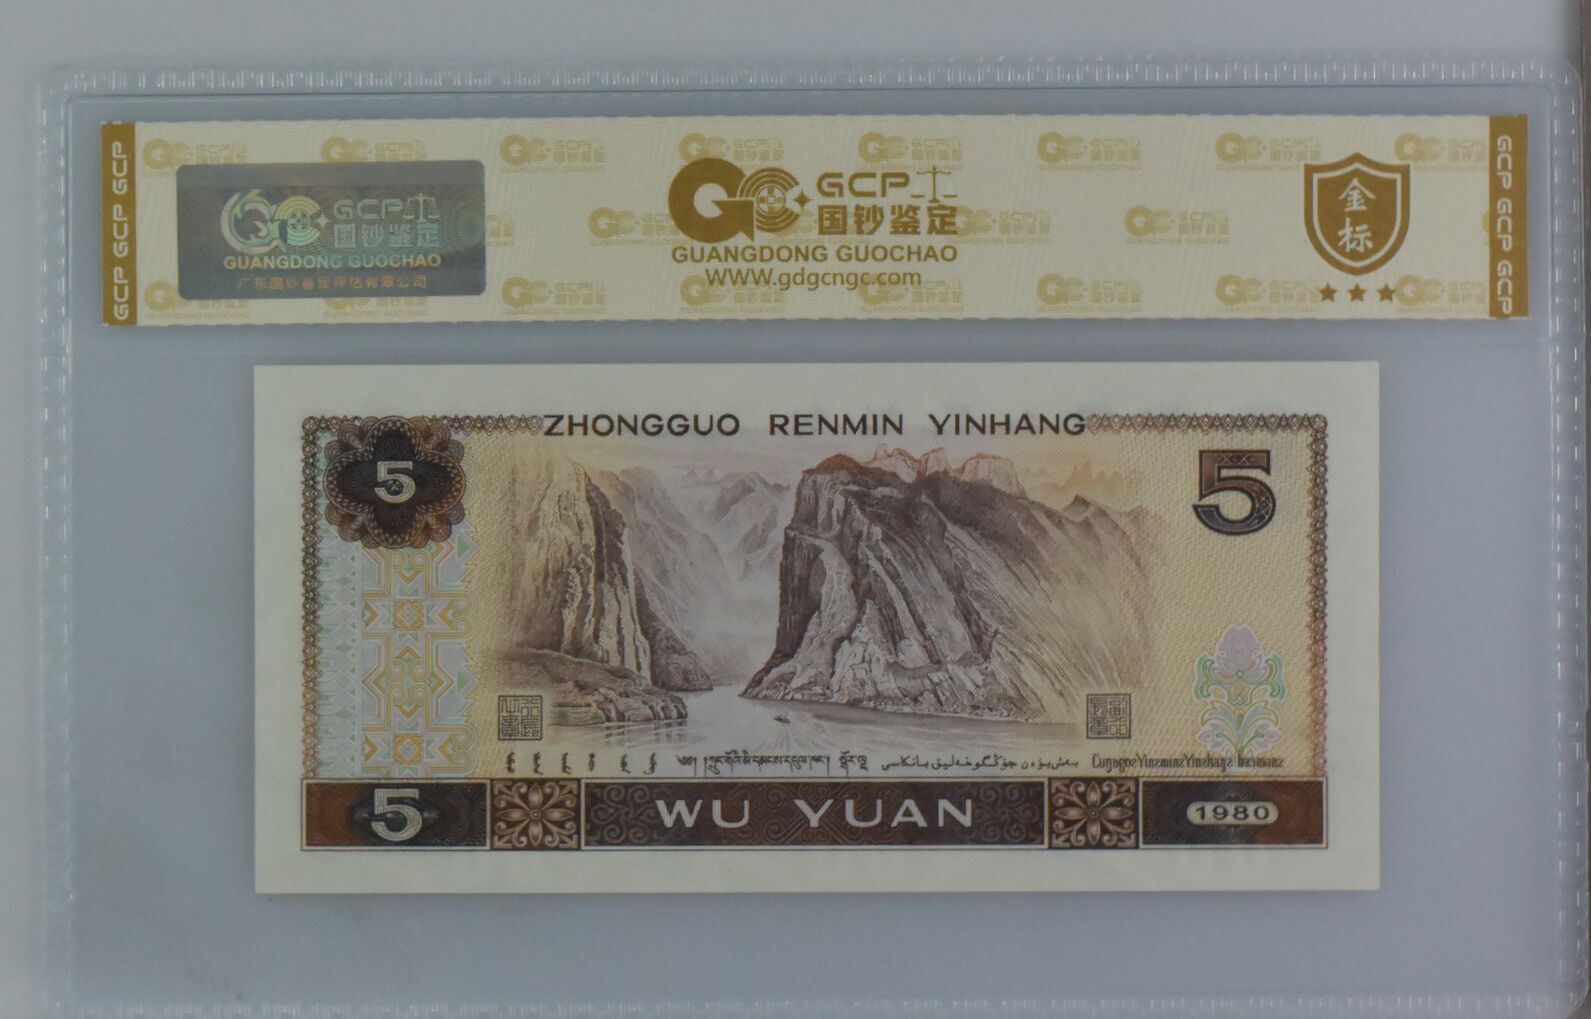 GCP 国钞鉴定
GUANGDONG GUOCHAO
广东国钞鉴定评估有限公司
GCP 国钞鉴定
GUANGDONG GUOCHAO
WWW.gdgcngc.com
金标
GCP GCP GCP
GCP GCP GCP
ZHONGGUO RENMIN YINHANG
5
5
5 WU YUAN 1980